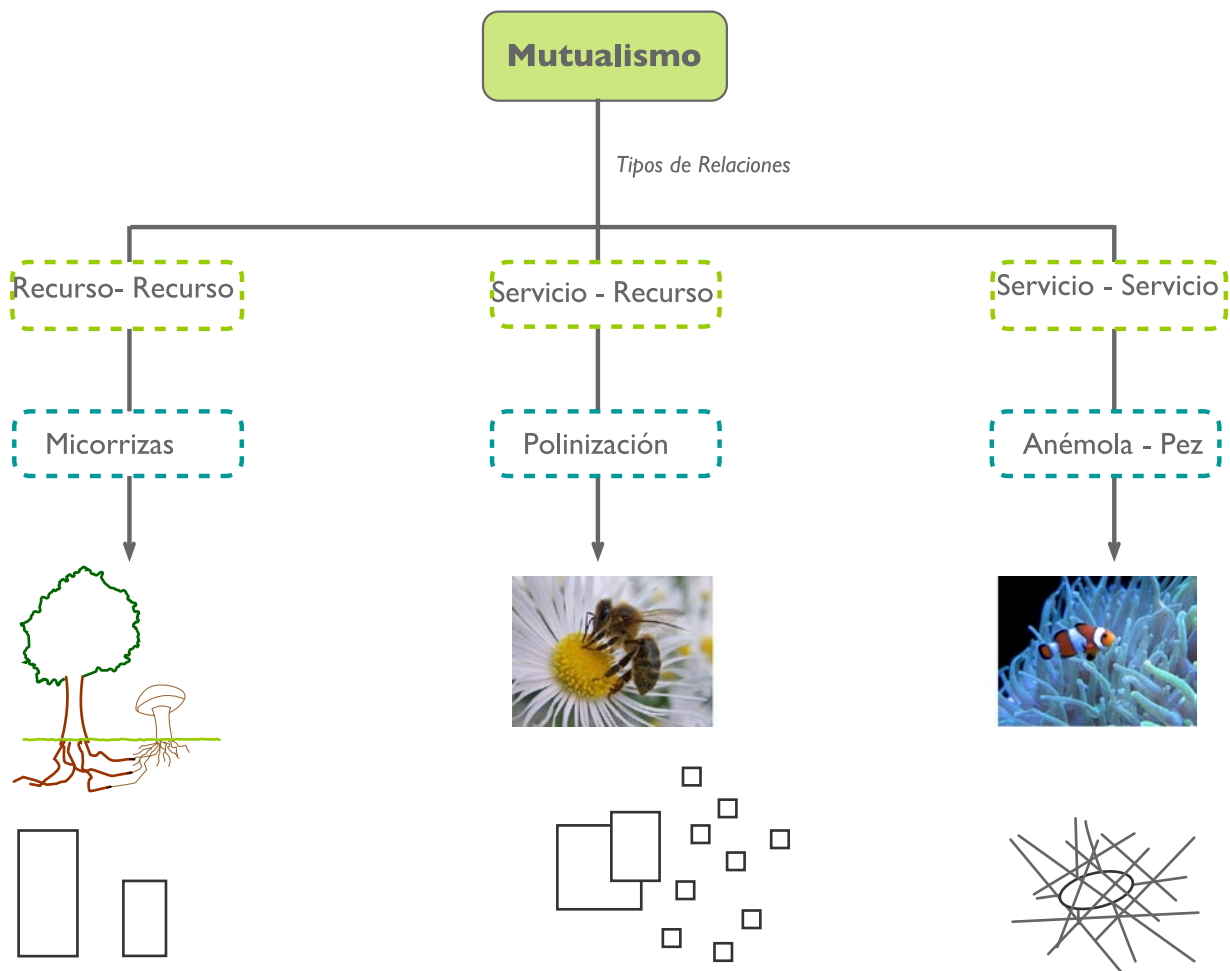 Mutualismo
Tipos de Relaciones
Recurso- Recurso
Servicio - Recurso
Servicio - Servicio
Micorrizas
Polinización
Anémola - Pez